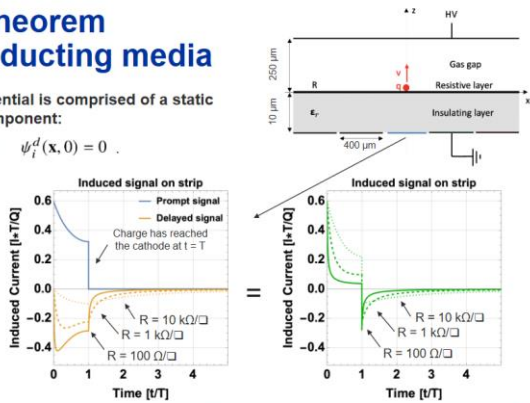 heorem
ducting media
ential is comprised of a static
mponent:
ψᵢᵈ(x, 0) = 0 .
z
HV
250 µm
Gas gap
v
R
q
Resistive layer
x
10 µm
εᵣ
Insulating layer
400 µm
Induced signal on strip
Induced Current [I*T/Q]
0.6
0.4
0.2
0.0
−0.2
−0.4
Prompt signal
Delayed signal
Charge has reached
the cathode at t = T
R = 10 kΩ/❑
R = 1 kΩ/❑
R = 100 Ω/❑
0 1 2 3 4
Time [t/T]
=
Induced signal on strip
Induced Current [I*T/Q]
0.6
0.4
0.2
0.0
−0.2
−0.4
R = 10 kΩ/❑
R = 1 kΩ/❑
R = 100 Ω/❑
0 1 2 3 4
Time [t/T]